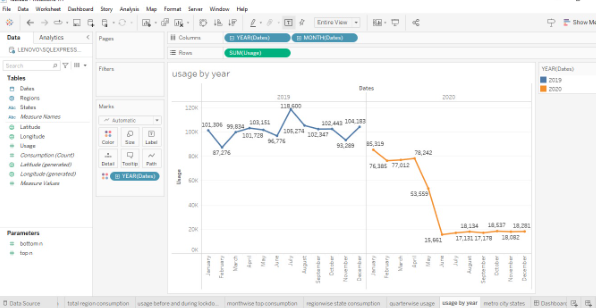 File Data Worksheet Dashboard Story Analysis Map Format Server Window Help
Entire View
Show Me
Data Analytics
LENOVO\SQLEXPRESS...
Search
Tables
Dates
Regions
States
Measure Names
Latitude
Longitude
Usage
Consumption (Count)
Latitude (generated)
Longitude (generated)
Measure Values
Parameters
bottom n
top n
Pages
Filters
Marks
Automatic
Color Size Label
Detail Tooltip Path
YEAR(Dates)
Columns YEAR(Dates) MONTH(Dates)
Rows SUM(Usage)
usage by year
Dates
2019 2020
Usage
120K
100K
80K
60K
40K
20K
0K
101,306
87,276
99,834
101,728
103,151
96,776
118,600
106,274
102,347
102,443
93,289
104,183
85,319
76,385
77,012
78,242
53,559
17,131
18,134
17,178
18,537
18,082
18,281
January February March April May June July August September October November December
January February March April May June July August September October November December
YEAR(Dates)
2019
2020
Data Source total region consumption usage before and during lockdo... monthwise top consumption regionwise state consumption quarterwise usage usage by year metro city states Dashboard